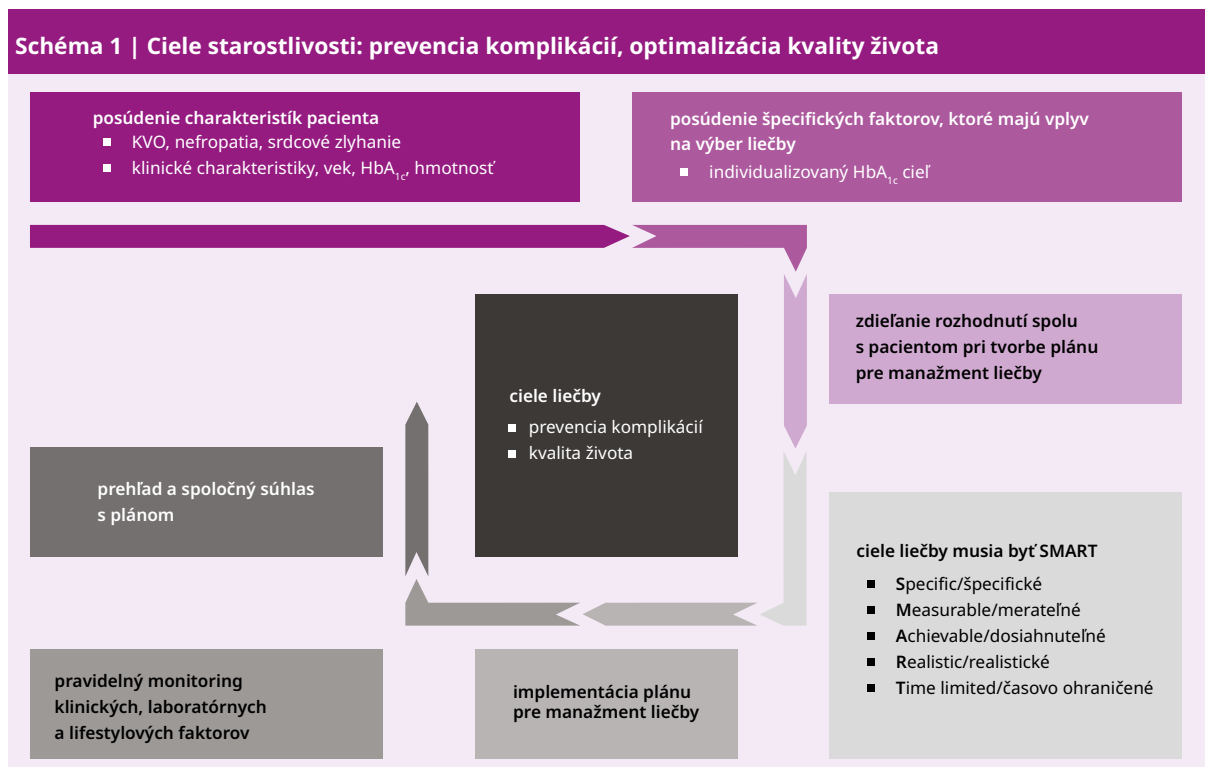 Schéma 1 | Ciele starostlivosti: prevencia komplikácií, optimalizácia kvality života
posúdenie charakteristík pacienta
KVO, nefropatia, srdcové zlyhanie
klinické charakteristiky, vek, HbA1c, hmotnosť
posúdenie špecifických faktorov, ktoré majú vplyv
na výber liečby
individualizovaný HbA1c cieľ
zdieľanie rozhodnutí spolu
s pacientom pri tvorbe plánu
pre manažment liečby
ciele liečby
prevencia komplikácií
kvalita života
prehľad a spoločný súhlas
s plánom
ciele liečby musia byť SMART
Specific/špecifické
Measurable/merateľné
Achievable/dosiahnuteľné
Realistic/realistické
Time limited/časovo ohraničené
implementácia plánu
pre manažment liečby
pravidelný monitoring
klinických, laboratórnych
a lifestylových faktorov